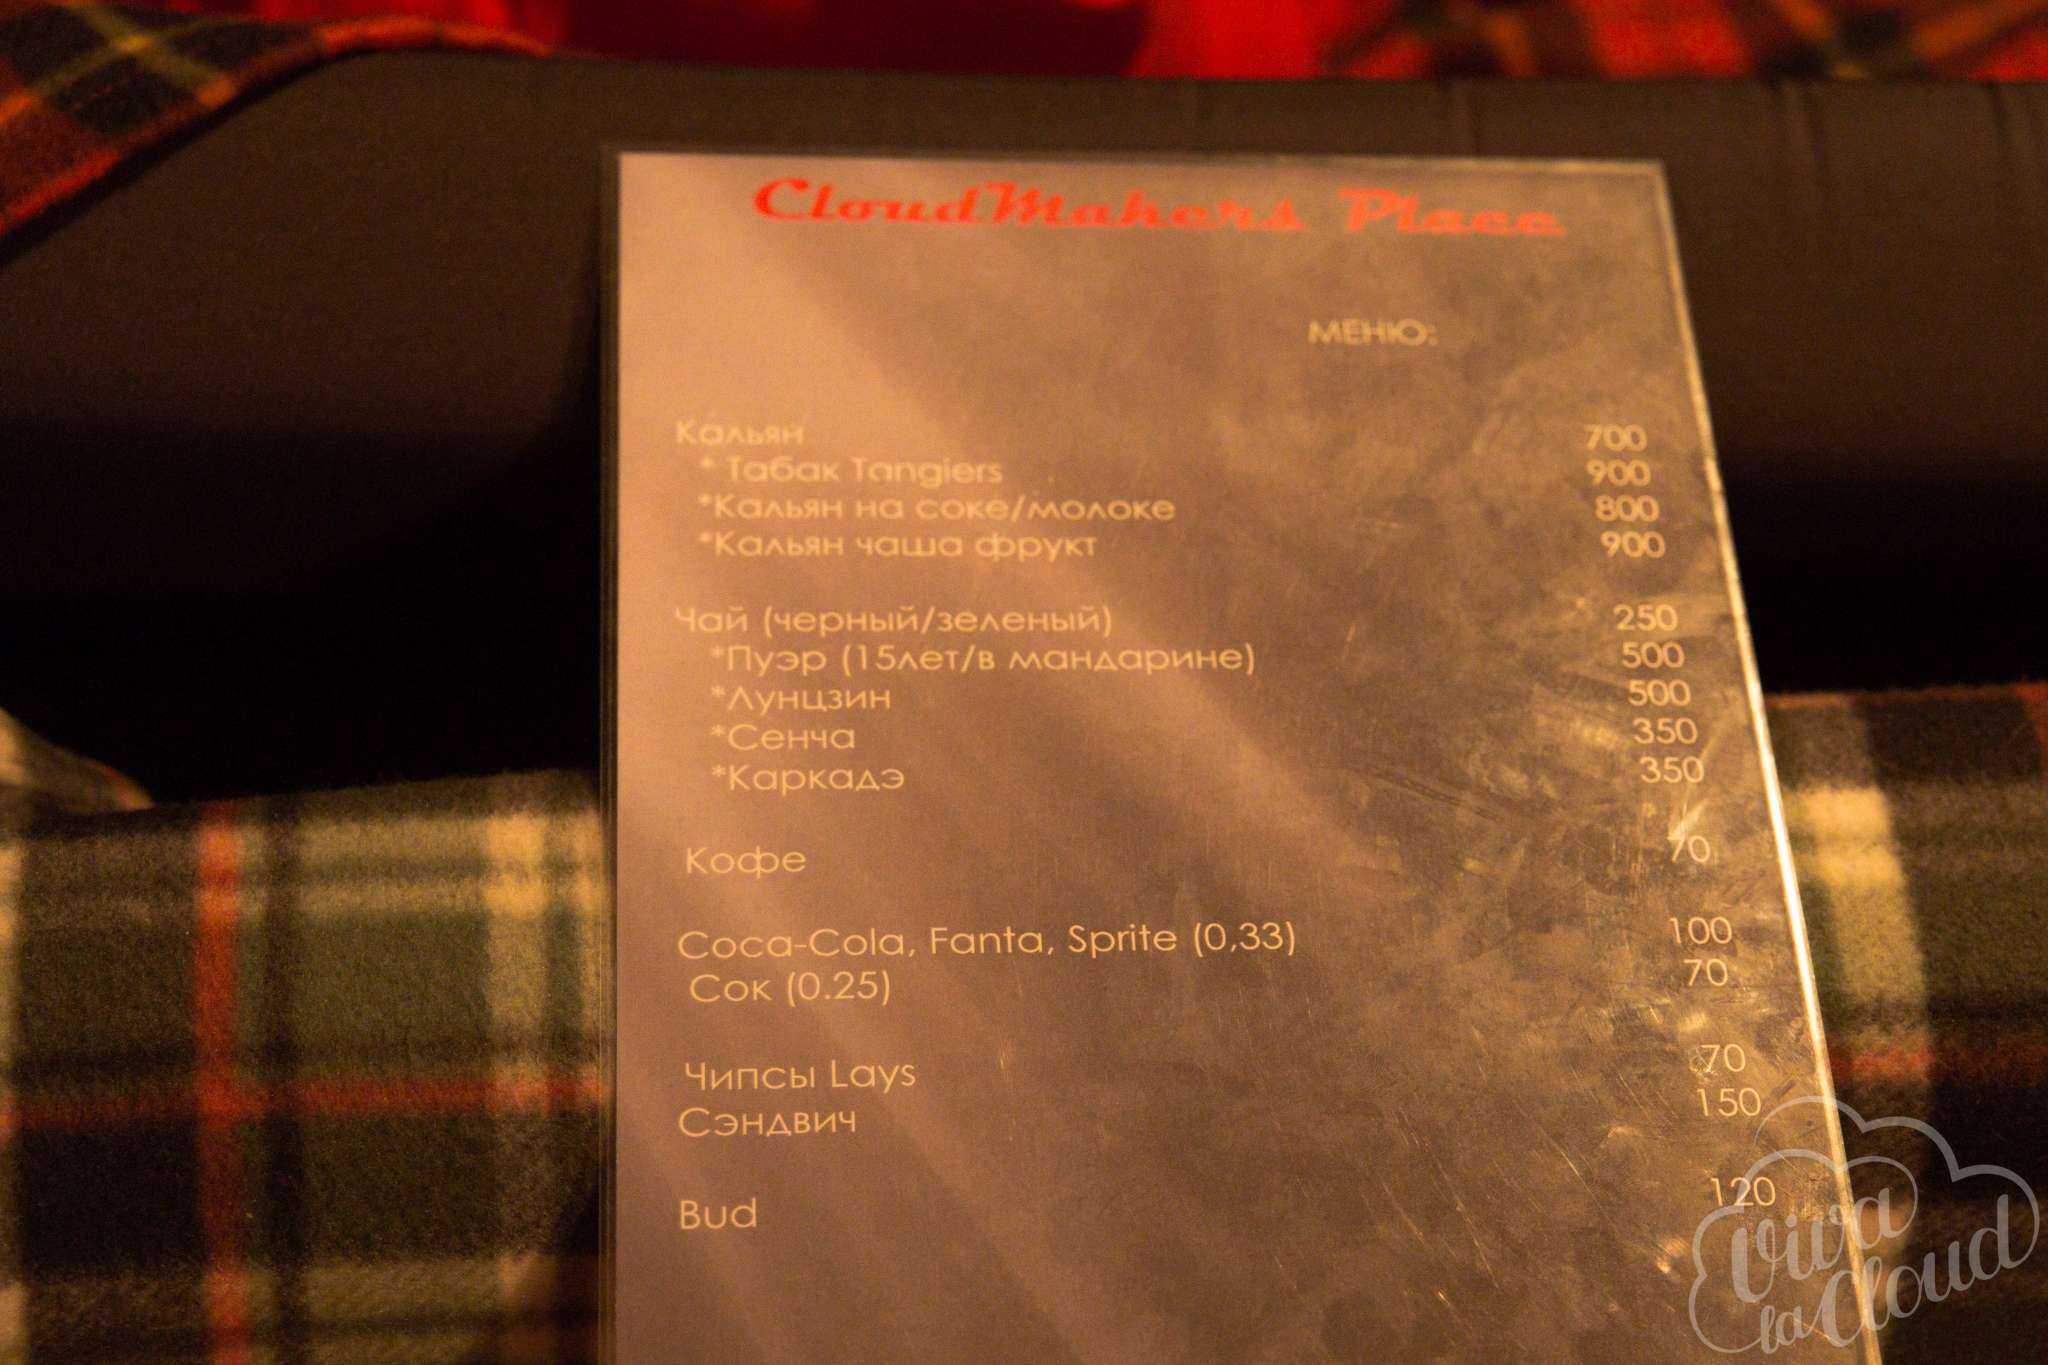 CloudMakers Place
МЕНЮ:
Кальян 700
* Табак Tangiers 900
*Кальян на соке/молоке 800
*Кальян чаша фрукт 900
Чай (черный/зеленый) 250
*Пуэр (15лет/в мандарине) 500
*Лунцзин 500
*Сенча 350
*Каркадэ 350
Кофе 70
Coca-Cola, Fanta, Sprite (0,33) 100
Сок (0.25) 70
Чипсы Lays 70
Сэндвич 150
Bud 120
Viva
la Cloud